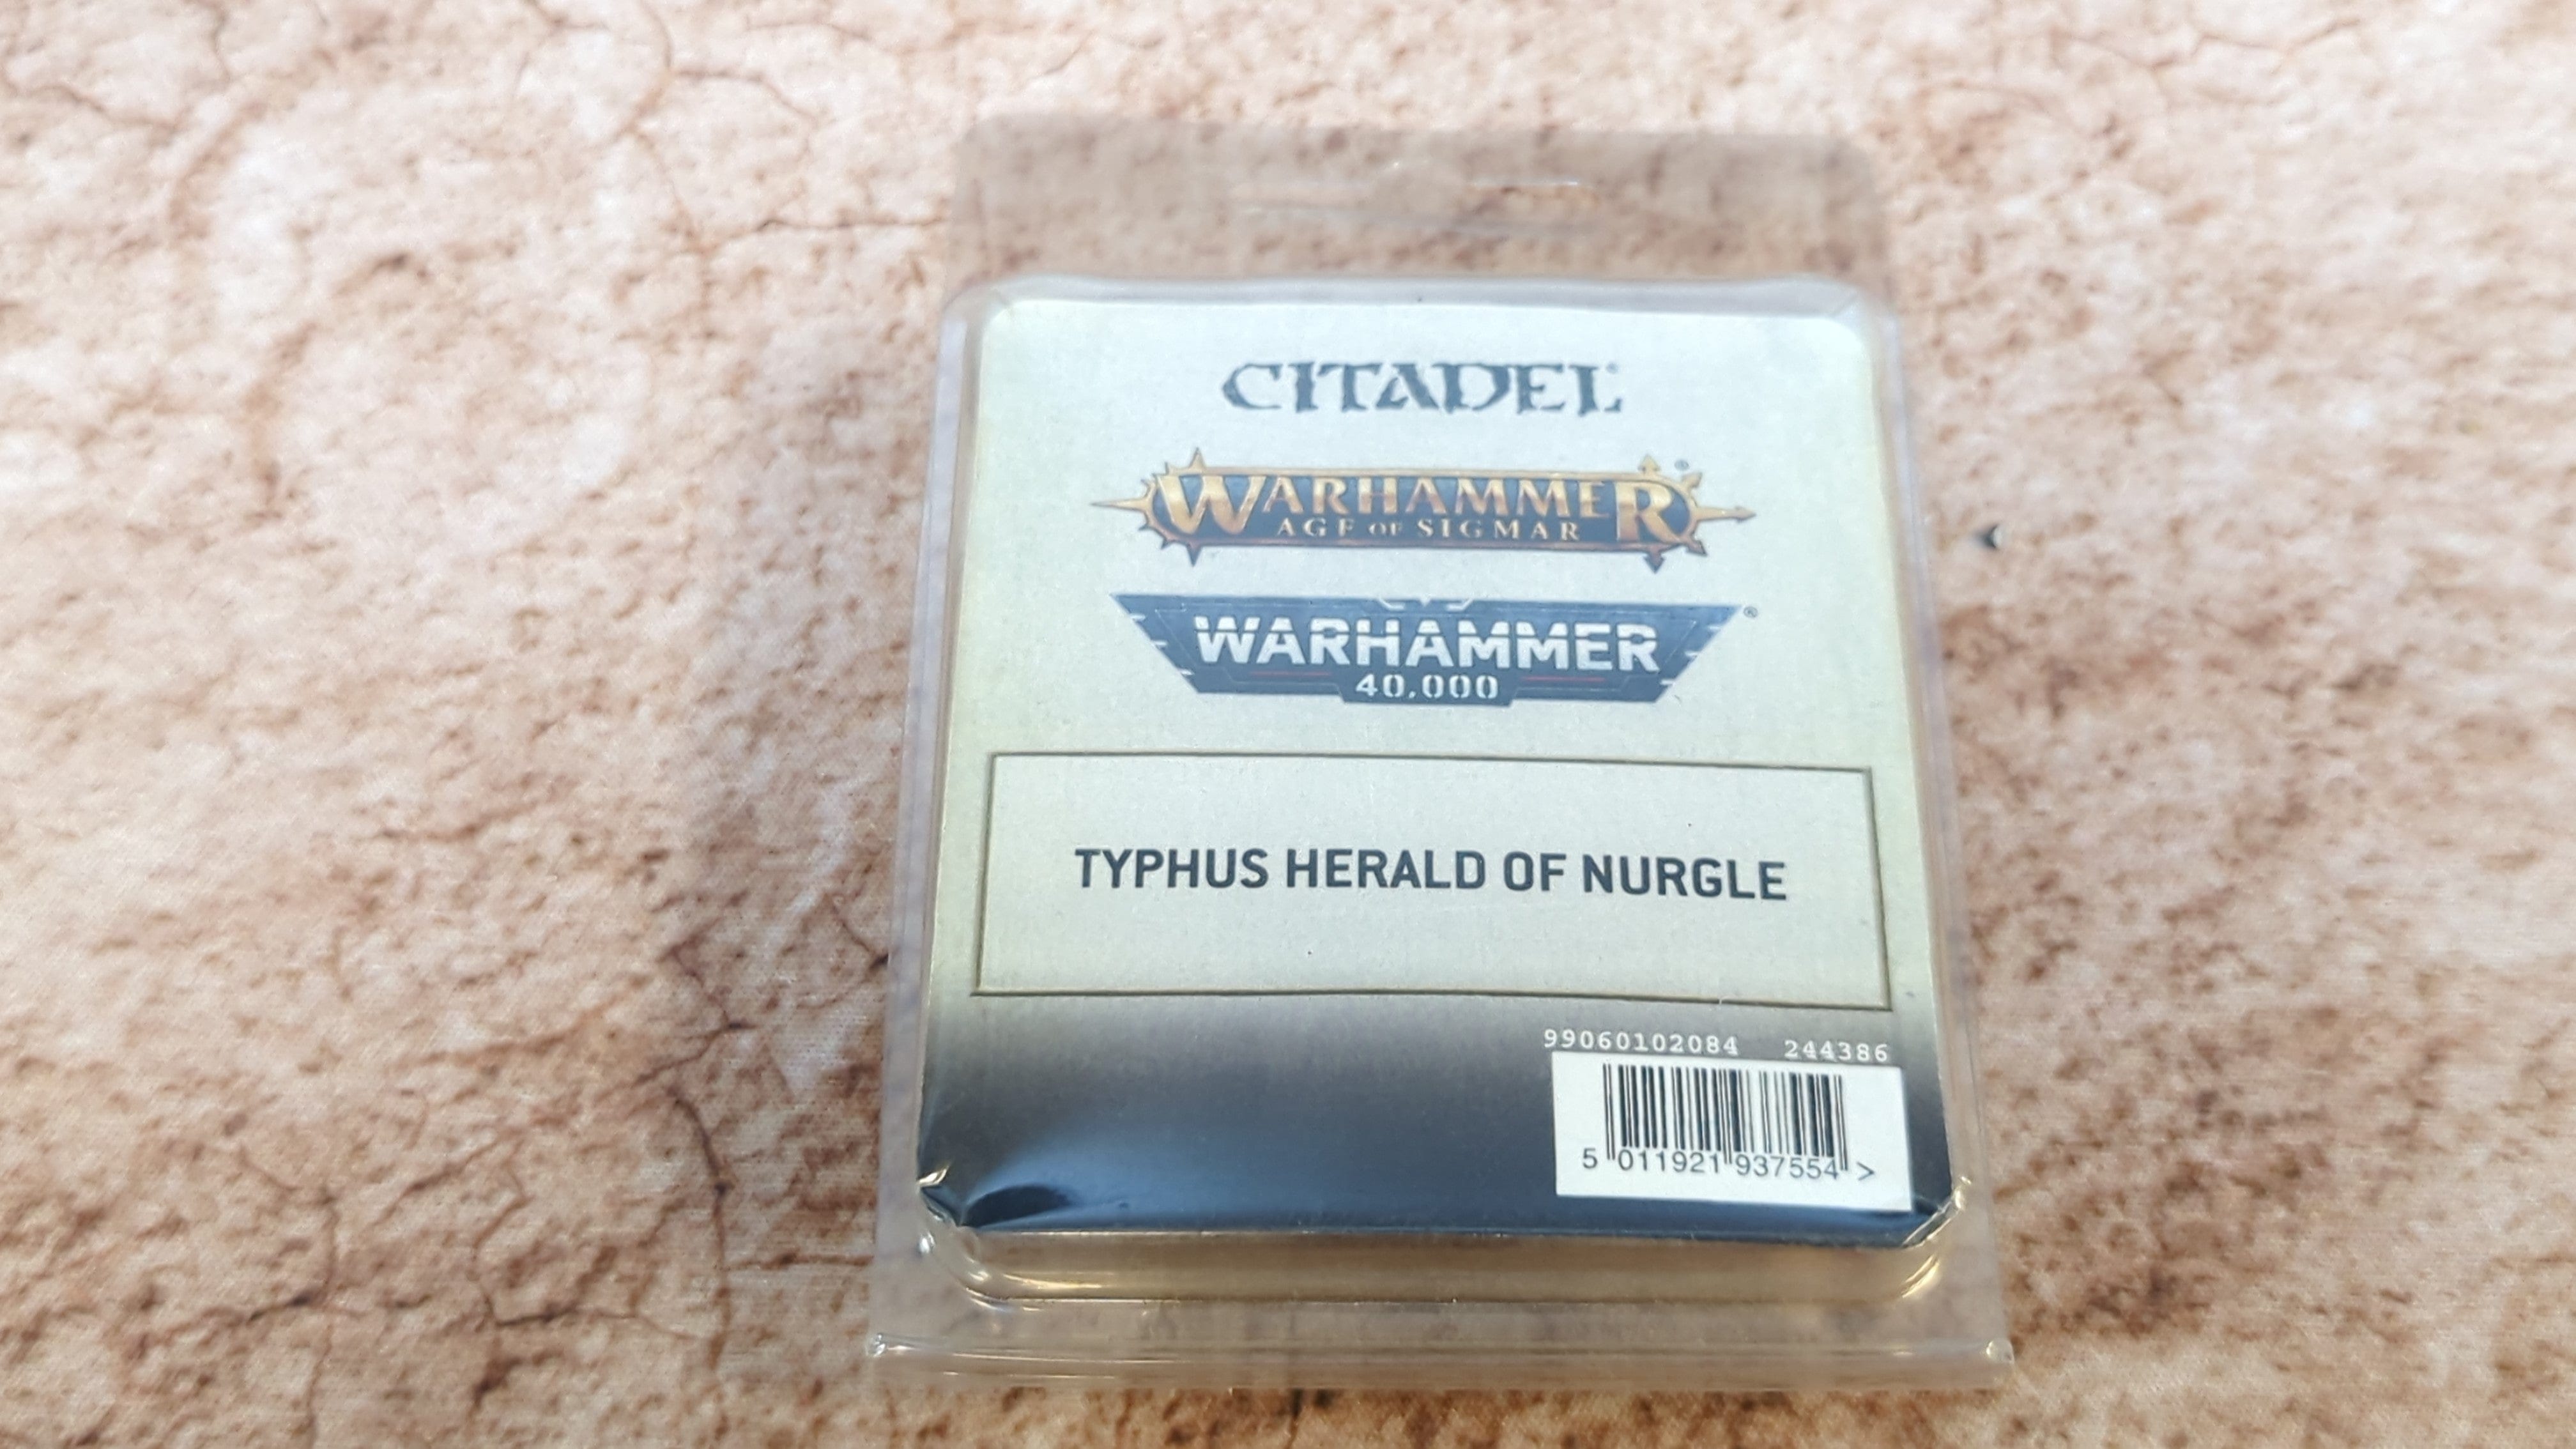 CITADEL
WARHAMMER
AGE OF SIGMAR
WARHAMMER
40,000
TYPHUS HERALD OF NURGLE
99060102084 244386
5 011921 937554 >